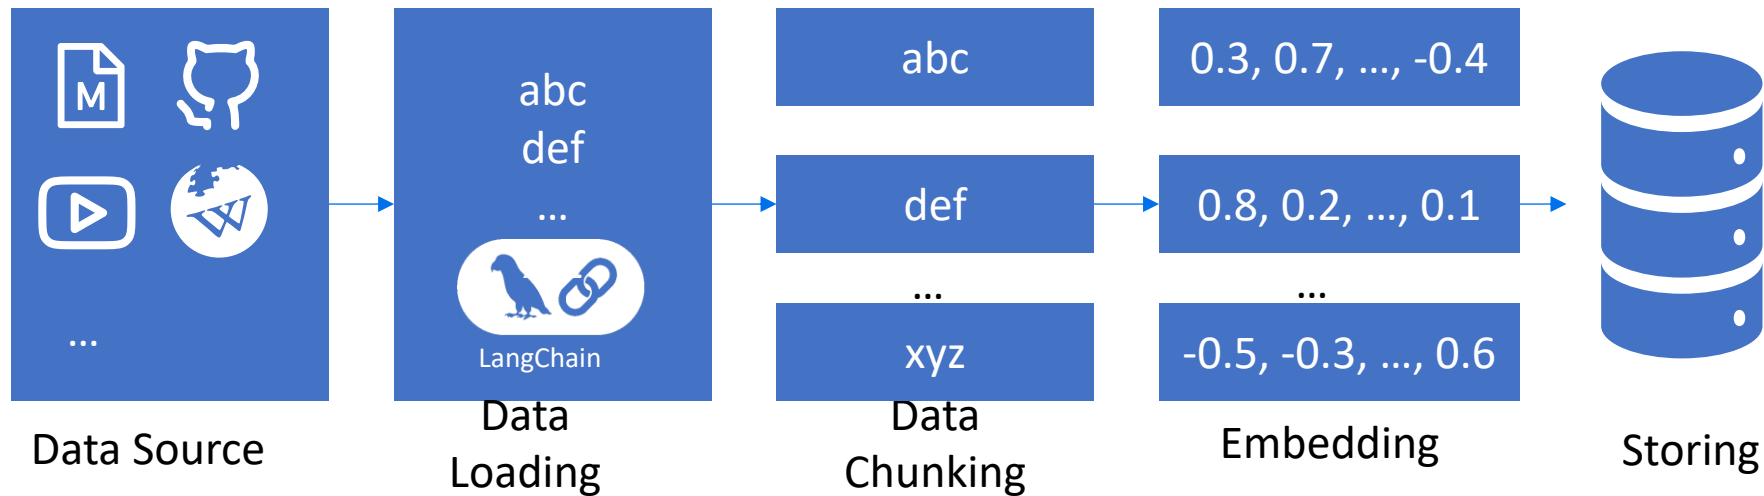 M
W
...
Data Source
abc
def
...
LangChain
Data
Loading
abc
def
...
xyz
Data
Chunking
0.3, 0.7, ..., -0.4
0.8, 0.2, ..., 0.1
...
-0.5, -0.3, ..., 0.6
Embedding
Storing